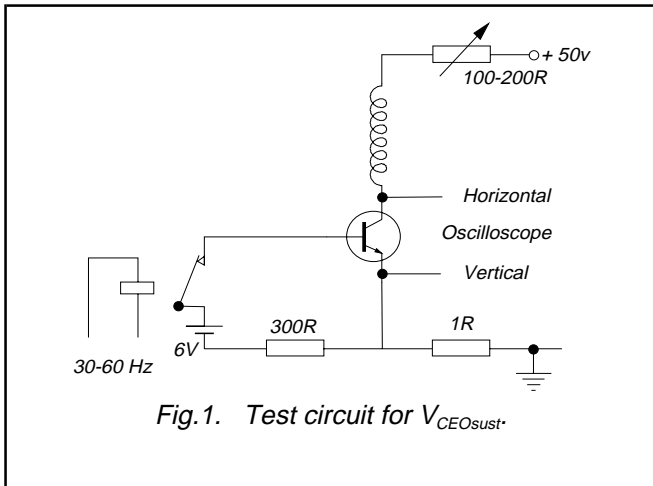 + 50v
100-200R
Horizontal
Oscilloscope
Vertical
300R
1R
6V
30-60 Hz
Fig.1. Test circuit for VCEOsust.